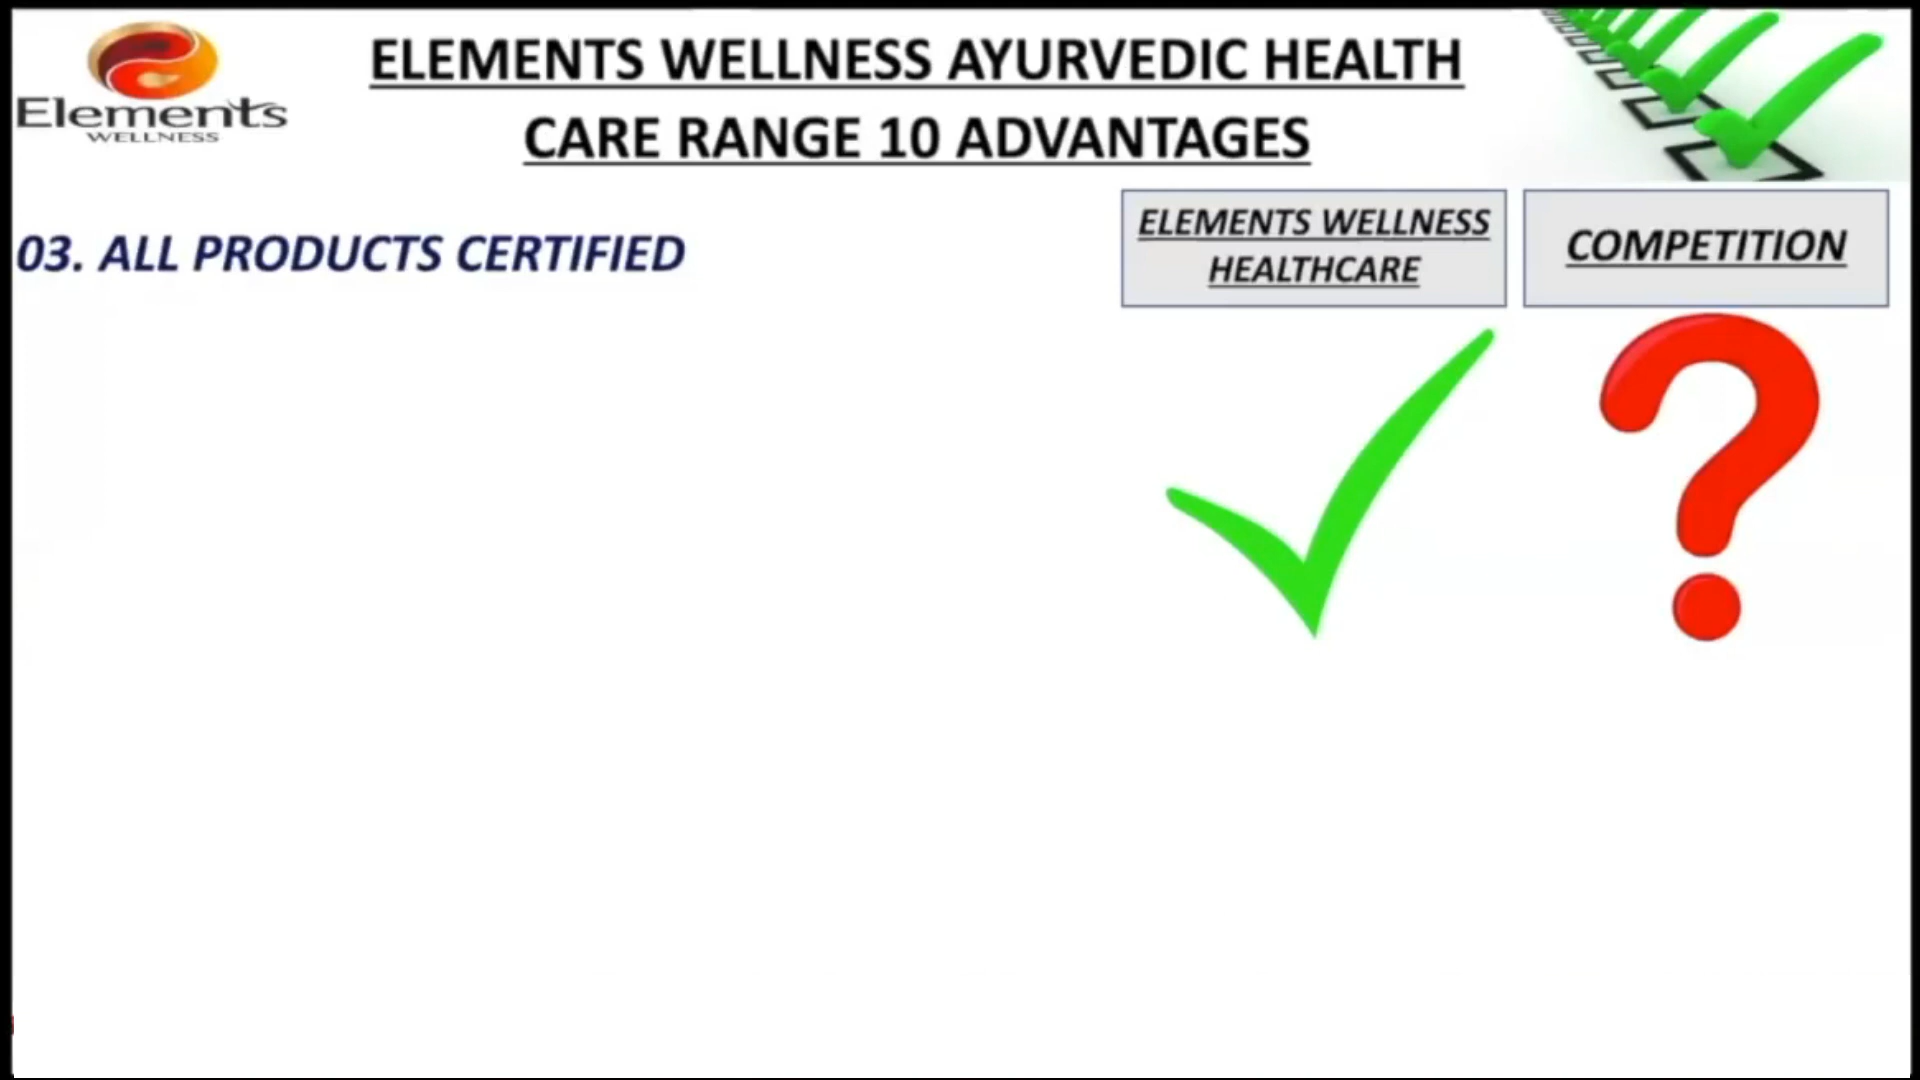 Elements
WELLNESS
ELEMENTS WELLNESS AYURVEDIC HEALTH
CARE RANGE 10 ADVANTAGES
03. ALL PRODUCTS CERTIFIED
ELEMENTS WELLNESS
HEALTHCARE
COMPETITION